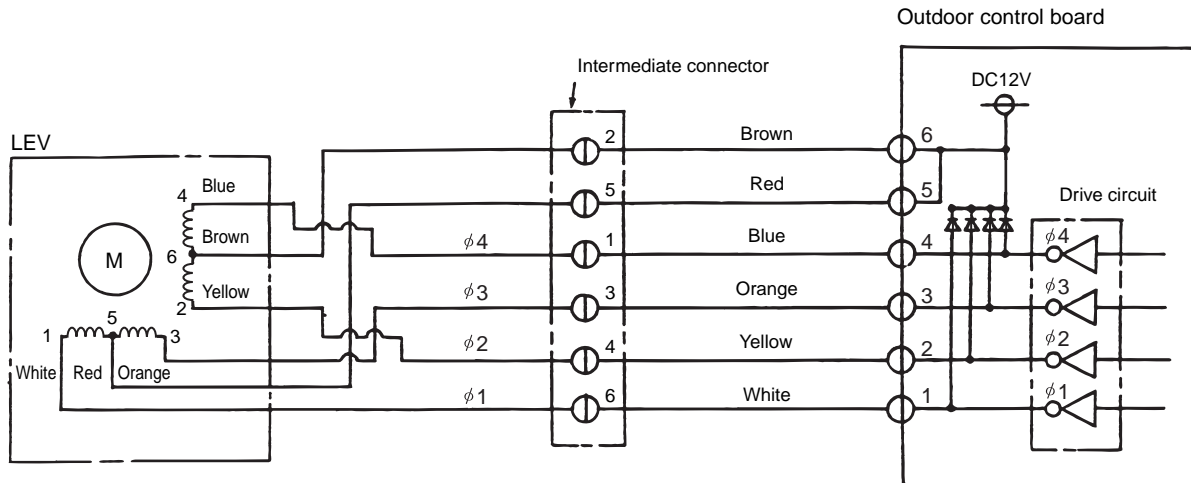 Outdoor control board
Intermediate connector
DC12V
LEV
2 Brown 6
4 Blue
5 Red 5
Drive circuit
Brown
6
M
φ4 1 Blue 4 φ4
Yellow
2
φ3 3 Orange 3 φ3
1 5 3
φ2 4 Yellow 2 φ2
White Red Orange
φ1 6 White 1 φ1